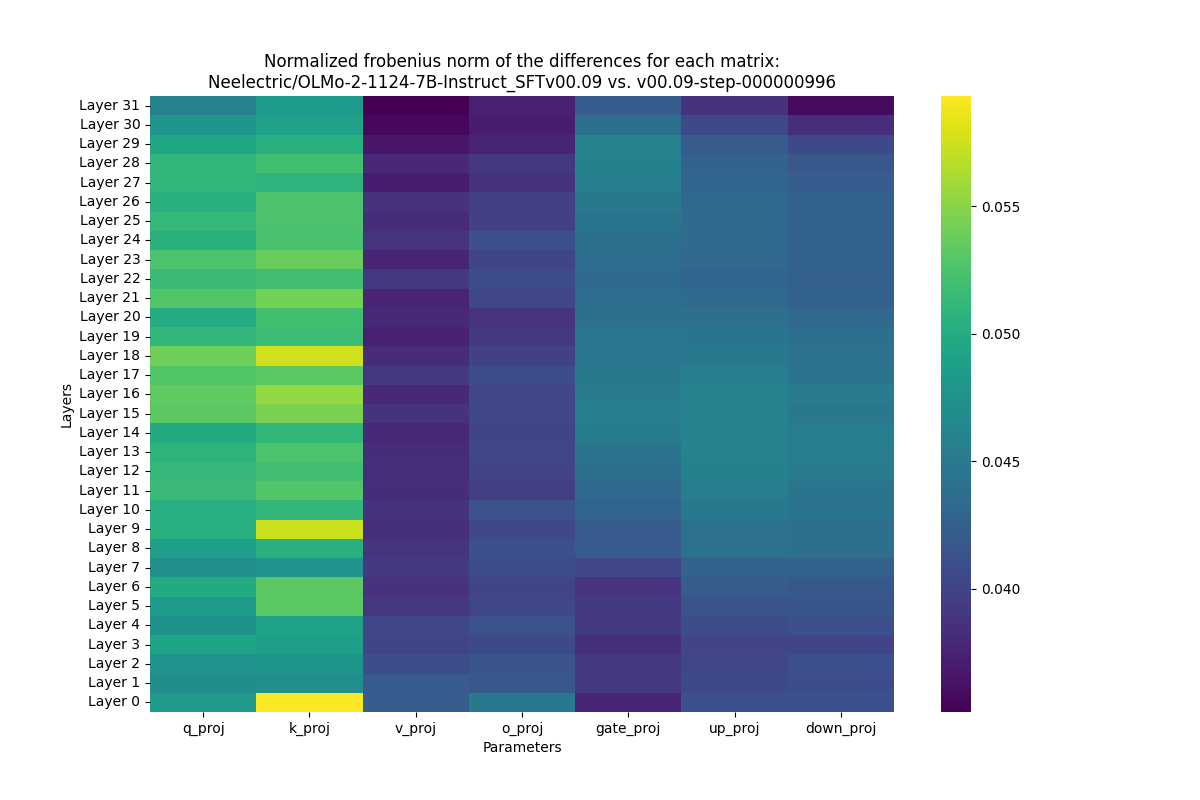 Normalized frobenius norm of the differences for each matrix:
Neelectric/OLMo-2-1124-7B-Instruct_SFTv00.09 vs. v00.09-step-000000996
Layer 31
Layer 30
Layer 29
Layer 28
Layer 27
Layer 26
Layer 25
Layer 24
Layer 23
Layer 22
Layer 21
Layer 20
Layer 19
Layer 18
Layer 17
Layer 16
Layer 15
Layer 14
Layer 13
Layer 12
Layer 11
Layer 10
Layer 9
Layer 8
Layer 7
Layer 6
Layer 5
Layer 4
Layer 3
Layer 2
Layer 1
Layer 0
Layers
q_proj
k_proj
v_proj
o_proj
gate_proj
up_proj
down_proj
Parameters
0.055
0.050
0.045
0.040